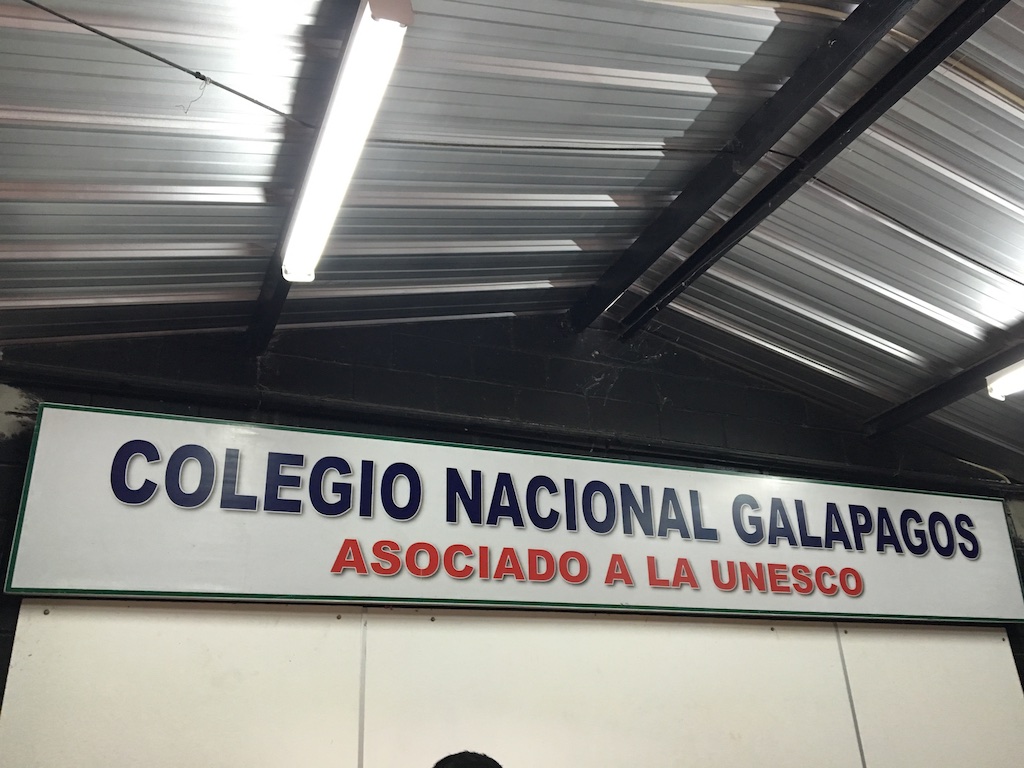 COLEGIO NACIONAL GALAPAGOS
ASOCIADO A LA UNESCO